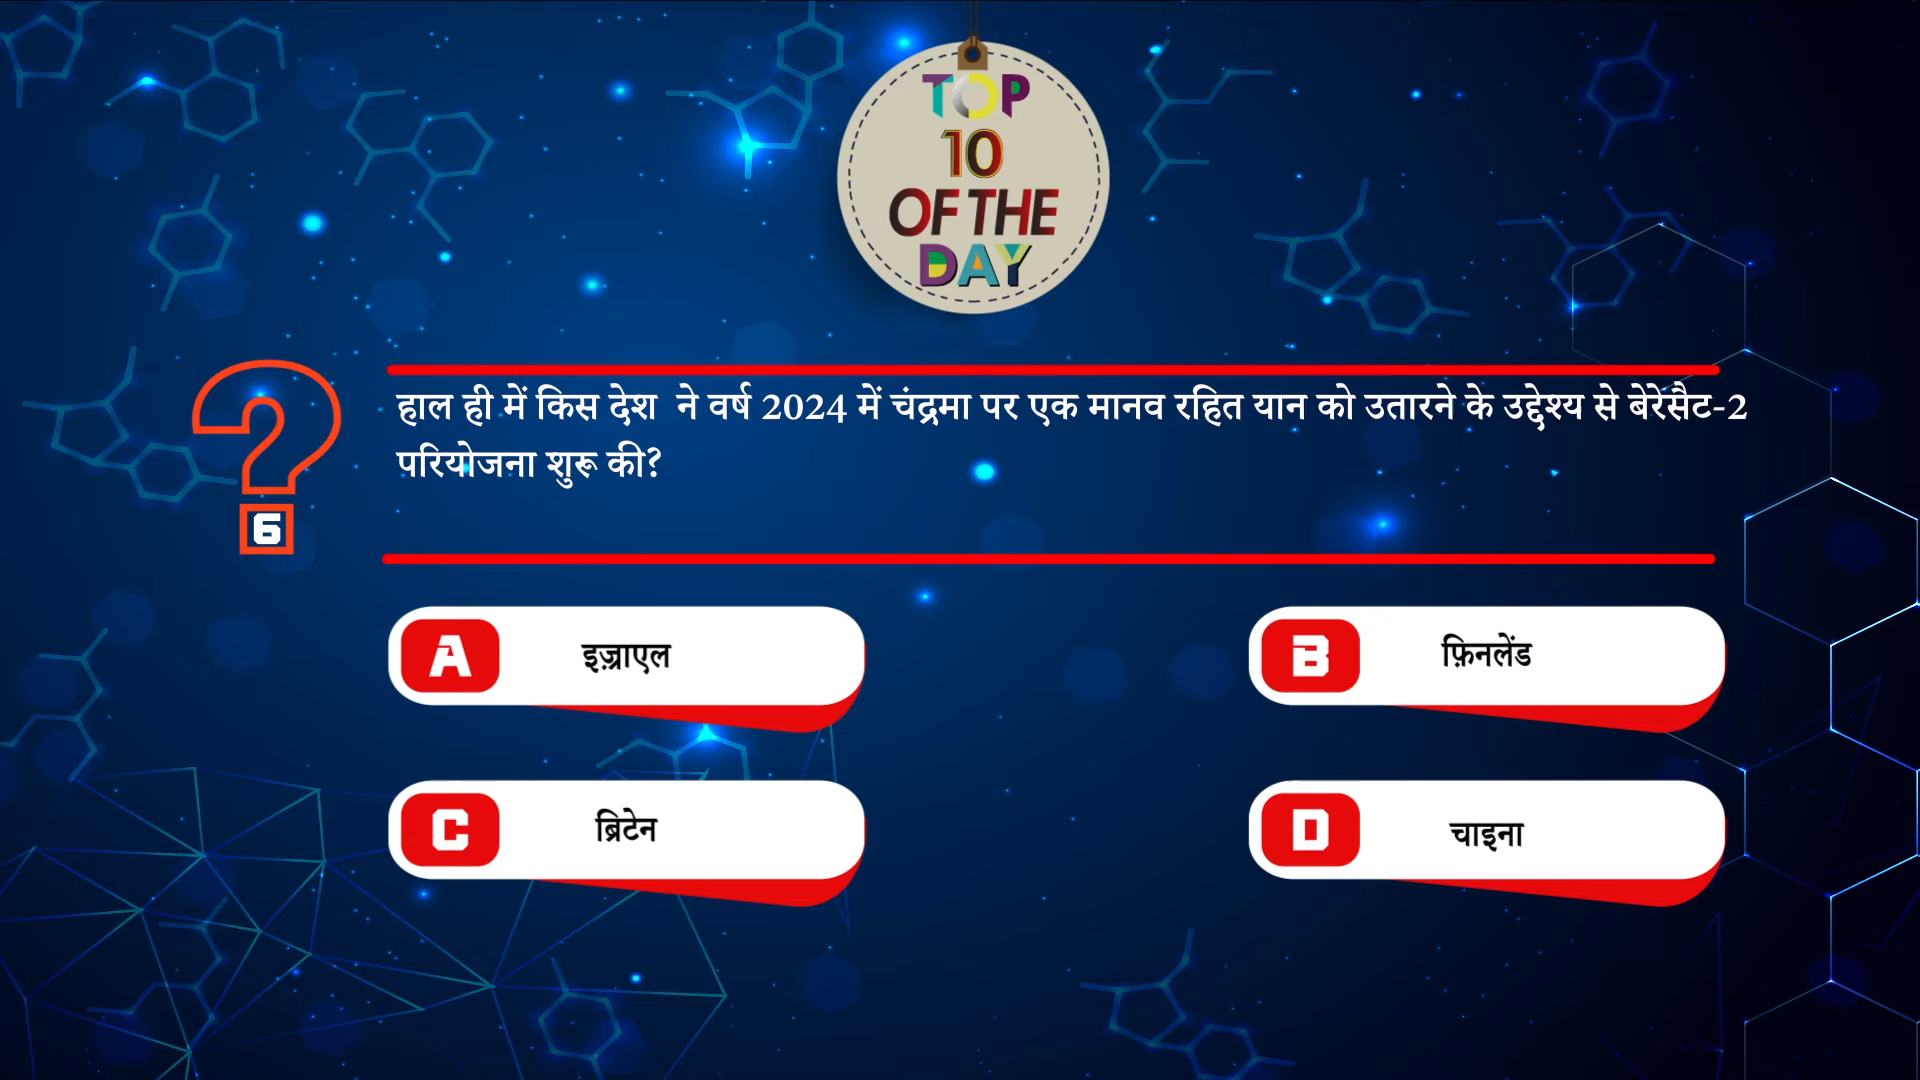 TOP
10
OF THE
DAY
हाल ही में किस देश ने वर्ष 2024 में चंद्रमा पर एक मानव रहित यान को उतारने के उद्देश्य से बेरेसैट-2
परियोजना शुरू की?
6
A इज़्राएल
B फ़िनलेंड
C ब्रिटेन
D चाइना